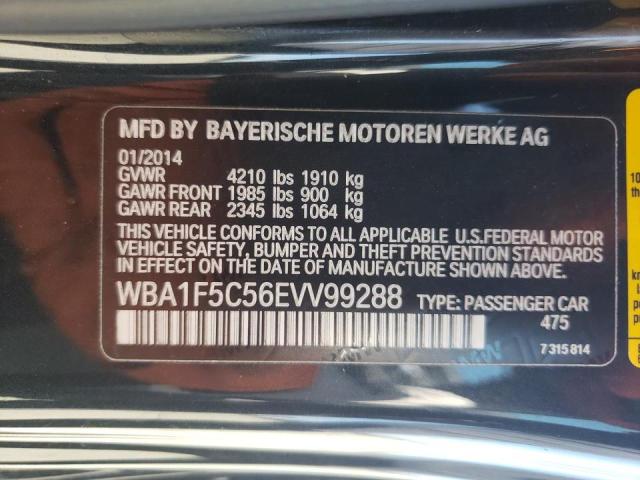 MFD BY BAYERISCHE MOTOREN WERKE AG
01/2014
GVWR 4210 lbs 1910 kg
GAWR FRONT 1985 lbs 900 kg
GAWR REAR 2345 lbs 1064 kg
THIS VEHICLE CONFORMS TO ALL APPLICABLE U.S.FEDERAL MOTOR
VEHICLE SAFETY, BUMPER AND THEFT PREVENTION STANDARDS
IN EFFECT ON THE DATE OF MANUFACTURE SHOWN ABOVE.
WBA1F5C56EVV99288 TYPE: PASSENGER CAR
475
7315814
10